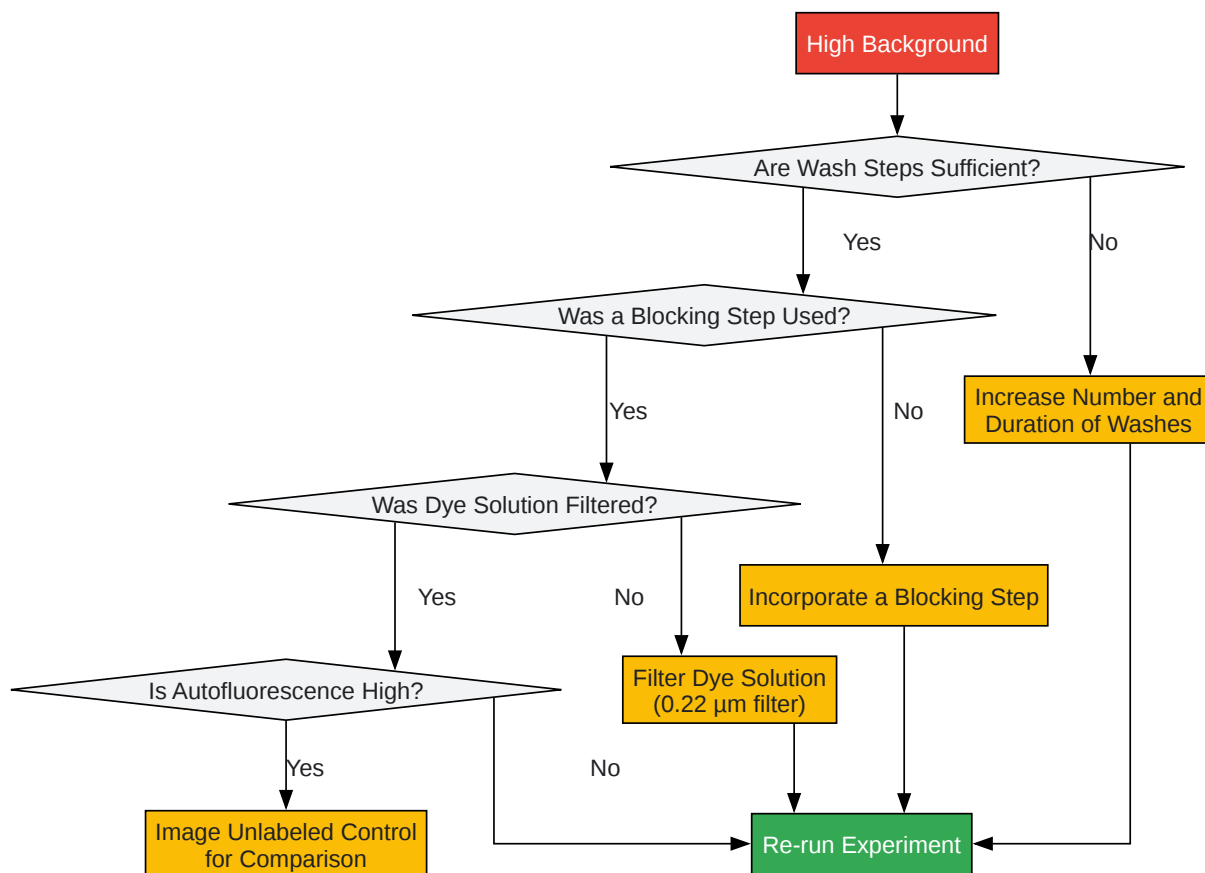 High Background
Are Wash Steps Sufficient?
Yes
No
Was a Blocking Step Used?
Increase Number and
Duration of Washes
Yes
No
Was Dye Solution Filtered?
Yes
No
Incorporate a Blocking Step
Is Autofluorescence High?
Filter Dye Solution
(0.22 µm filter)
Yes
No
Image Unlabeled Control
for Comparison
Re-run Experiment